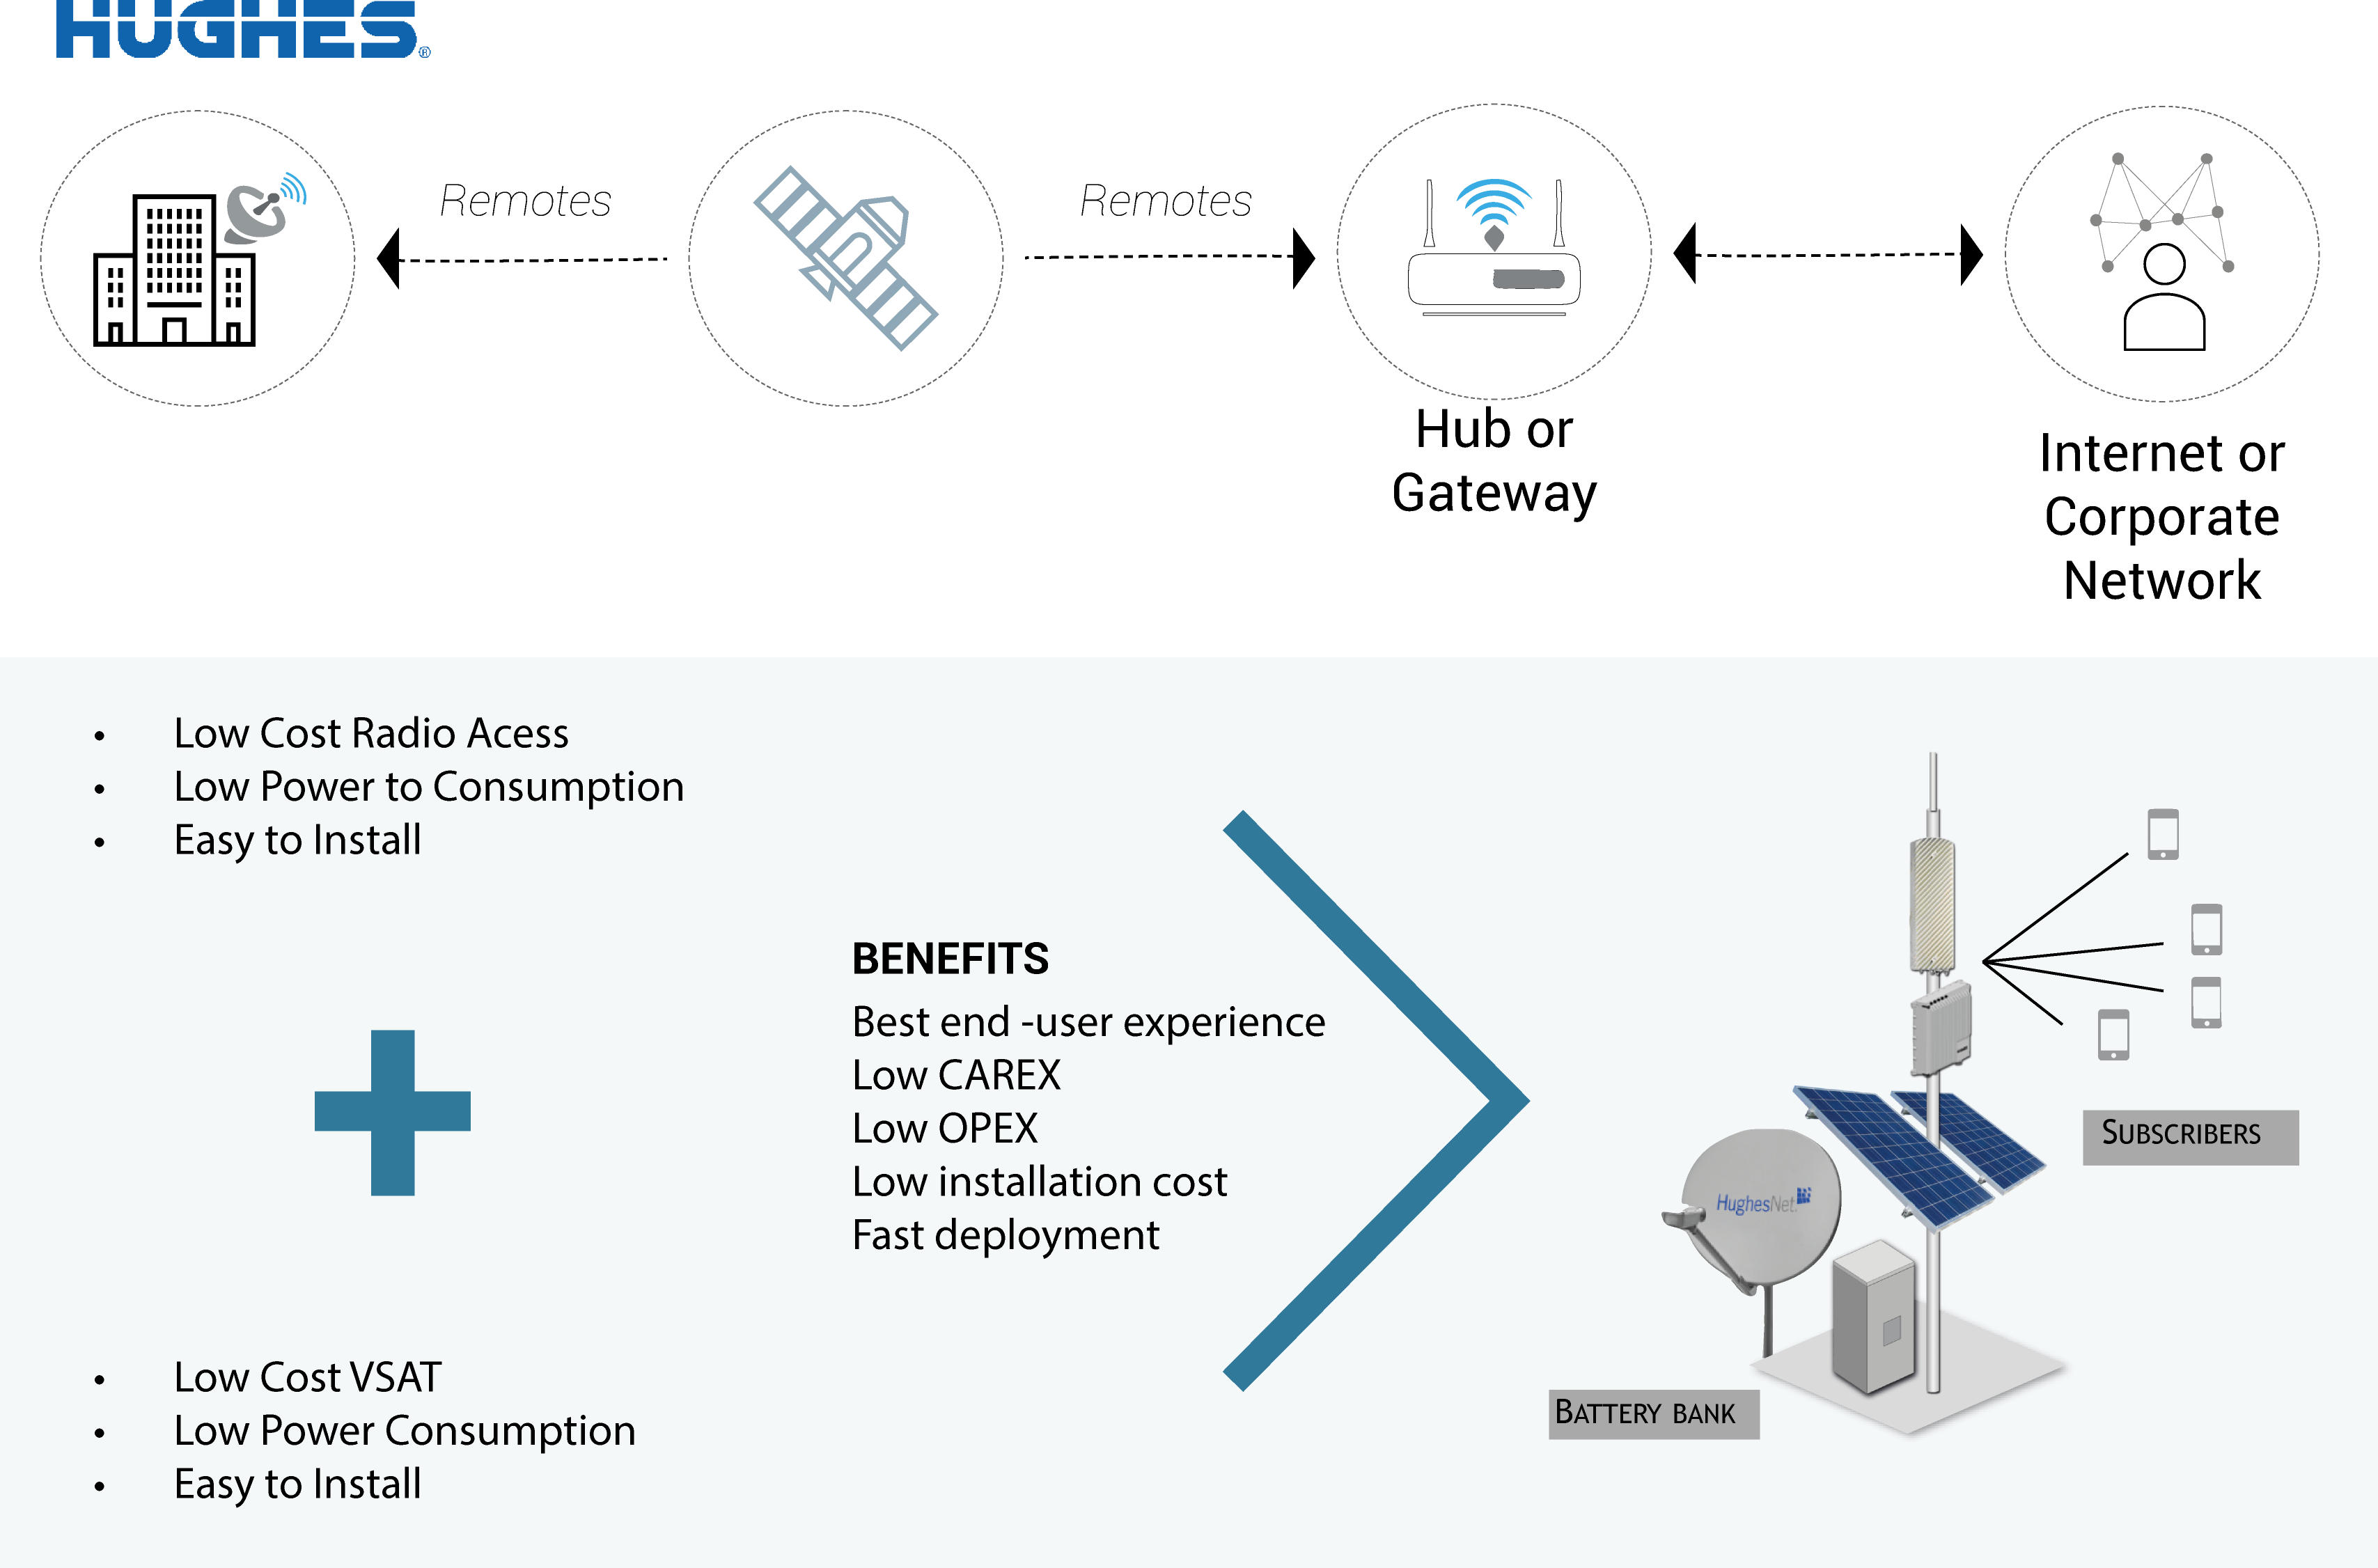 HUGHES®
Remotes
Remotes
Hub or
Gateway
Internet or
Corporate
Network
• Low Cost Radio Acess
• Low Power to Consumption
• Easy to Install
BENEFITS
Best end -user experience
Low CAREX
Low OPEX
Low installation cost
Fast deployment
• Low Cost VSAT
• Low Power Consumption
• Easy to Install
HughesNet
SUBSCRIBERS
BATTERY BANK